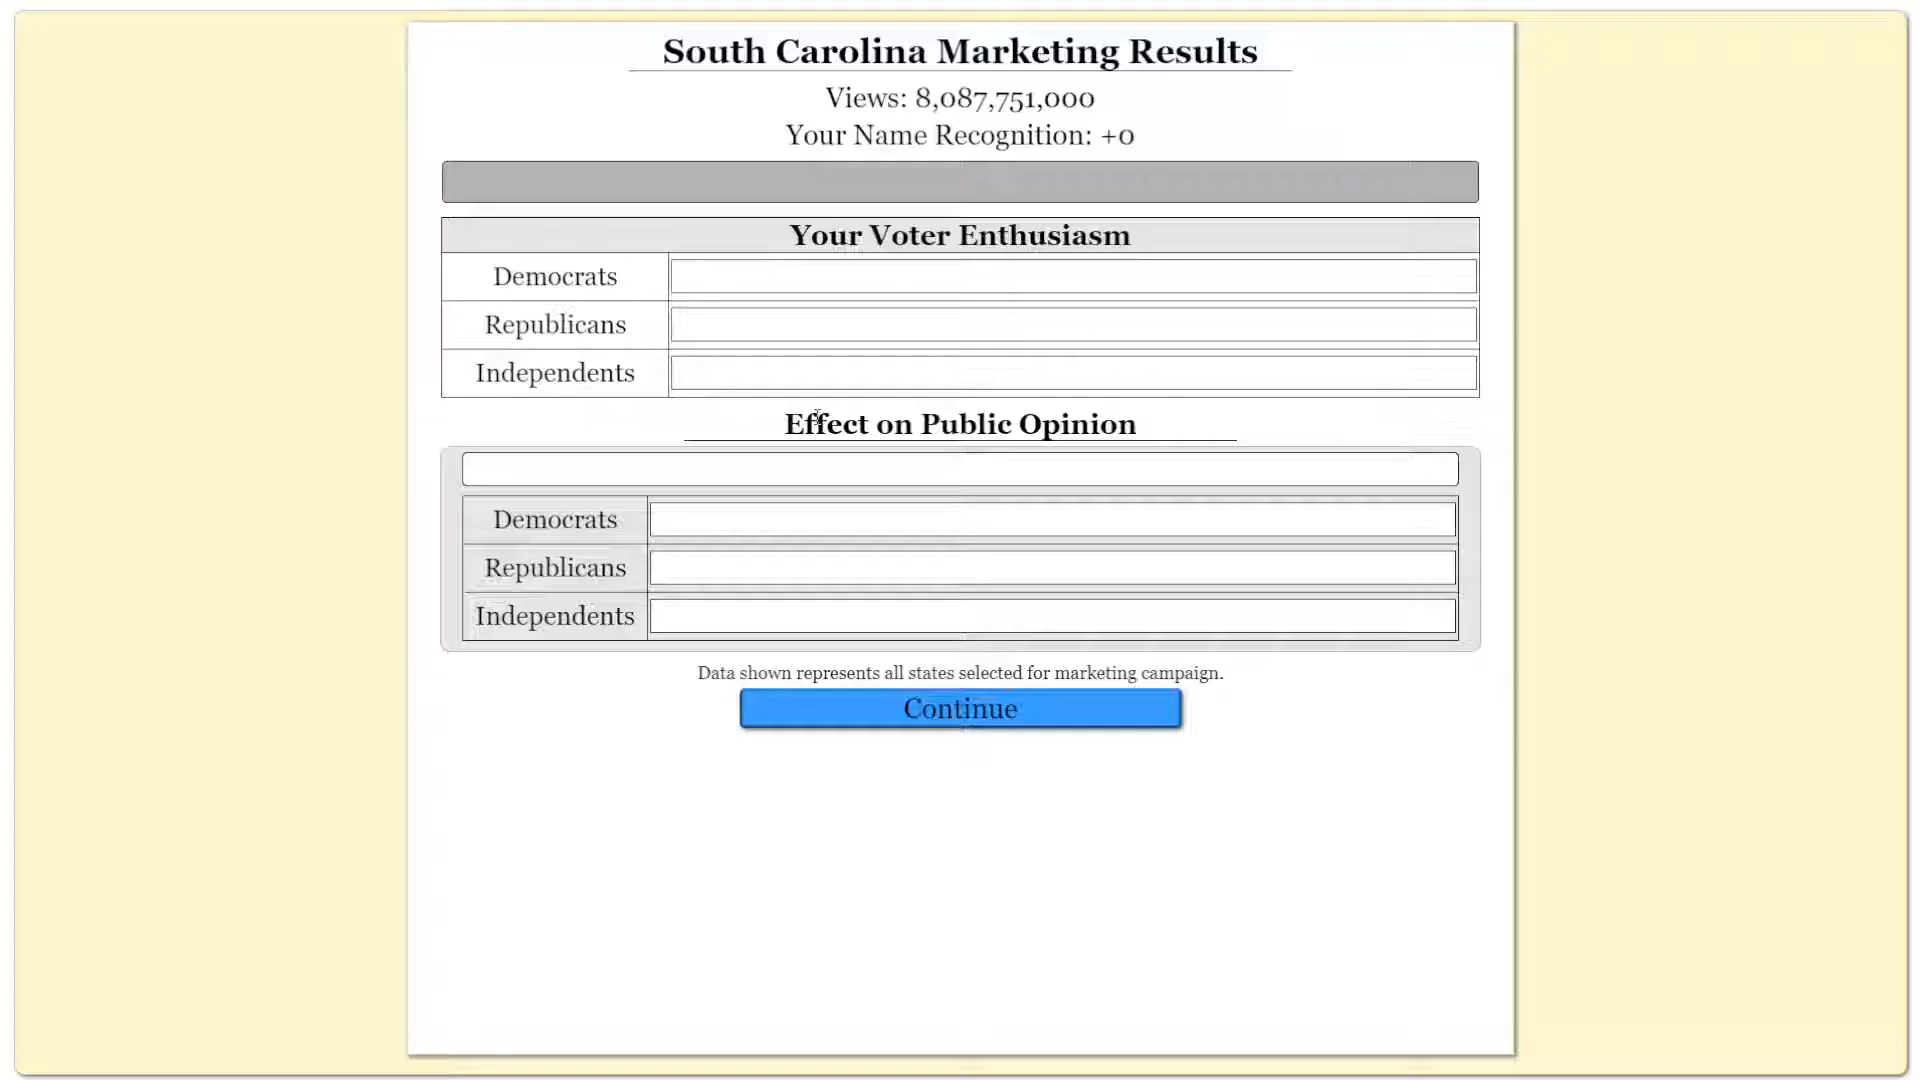 South Carolina Marketing Results
Views: 8,087,751,000
Your Name Recognition: +0
Your Voter Enthusiasm
Democrats
Republicans
Independents
Effect on Public Opinion
Democrats
Republicans
Independents
Data shown represents all states selected for marketing campaign.
Continue